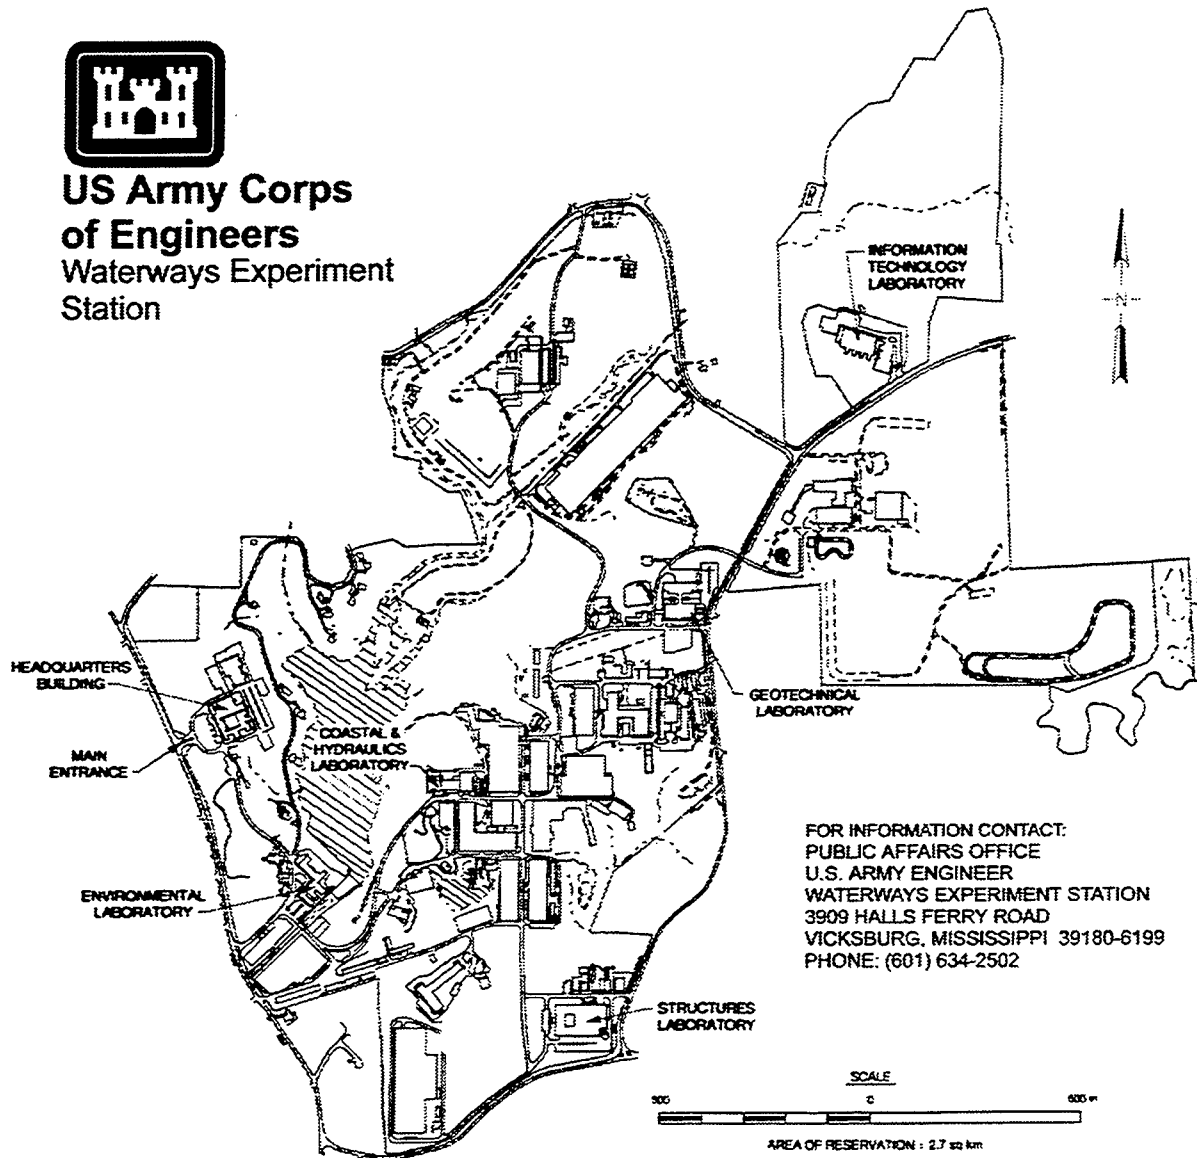 US Army Corps
of Engineers
Waterways Experiment
Station
INFORMATION
TECHNOLOGY
LABORATORY
N
HEADQUARTERS
BUILDING
MAIN
ENTRANCE
COASTAL &
HYDRAULICS
LABORATORY
GEOTECHNICAL
LABORATORY
ENVIRONMENTAL
LABORATORY
STRUCTURES
LABORATORY
FOR INFORMATION CONTACT:
PUBLIC AFFAIRS OFFICE
U.S. ARMY ENGINEER
WATERWAYS EXPERIMENT STATION
3909 HALLS FERRY ROAD
VICKSBURG, MISSISSIPPI 39180-6199
PHONE: (601) 634-2502
SCALE
0
AREA OF RESERVATION : 2.7 sq km